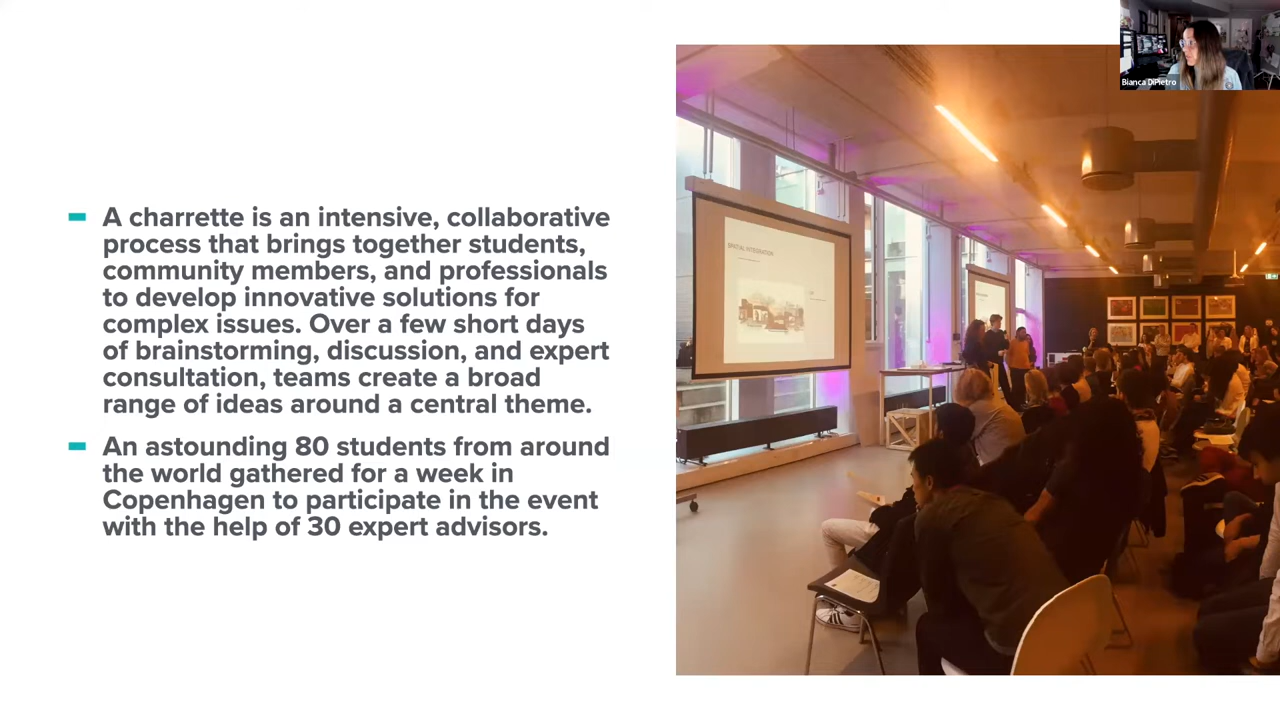 Bianca DiPietro
A charrette is an intensive, collaborative
process that brings together students,
community members, and professionals
to develop innovative solutions for
complex issues. Over a few short days
of brainstorming, discussion, and expert
consultation, teams create a broad
range of ideas around a central theme.
An astounding 80 students from around
the world gathered for a week in
Copenhagen to participate in the event
with the help of 30 expert advisors.
SPATIAL INTEGRATION